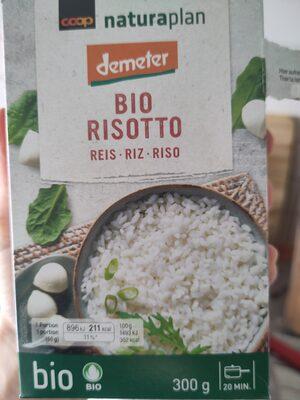 coop naturaplan
demeter
BIO
RISOTTO
REIS · RIZ · RISO
1 Portion
1 portion
(60 g)
896 kJ 211 kcal
11%*
100 g
1493 kJ
352 kcal
bio
BIO
300 g
20 MIN.